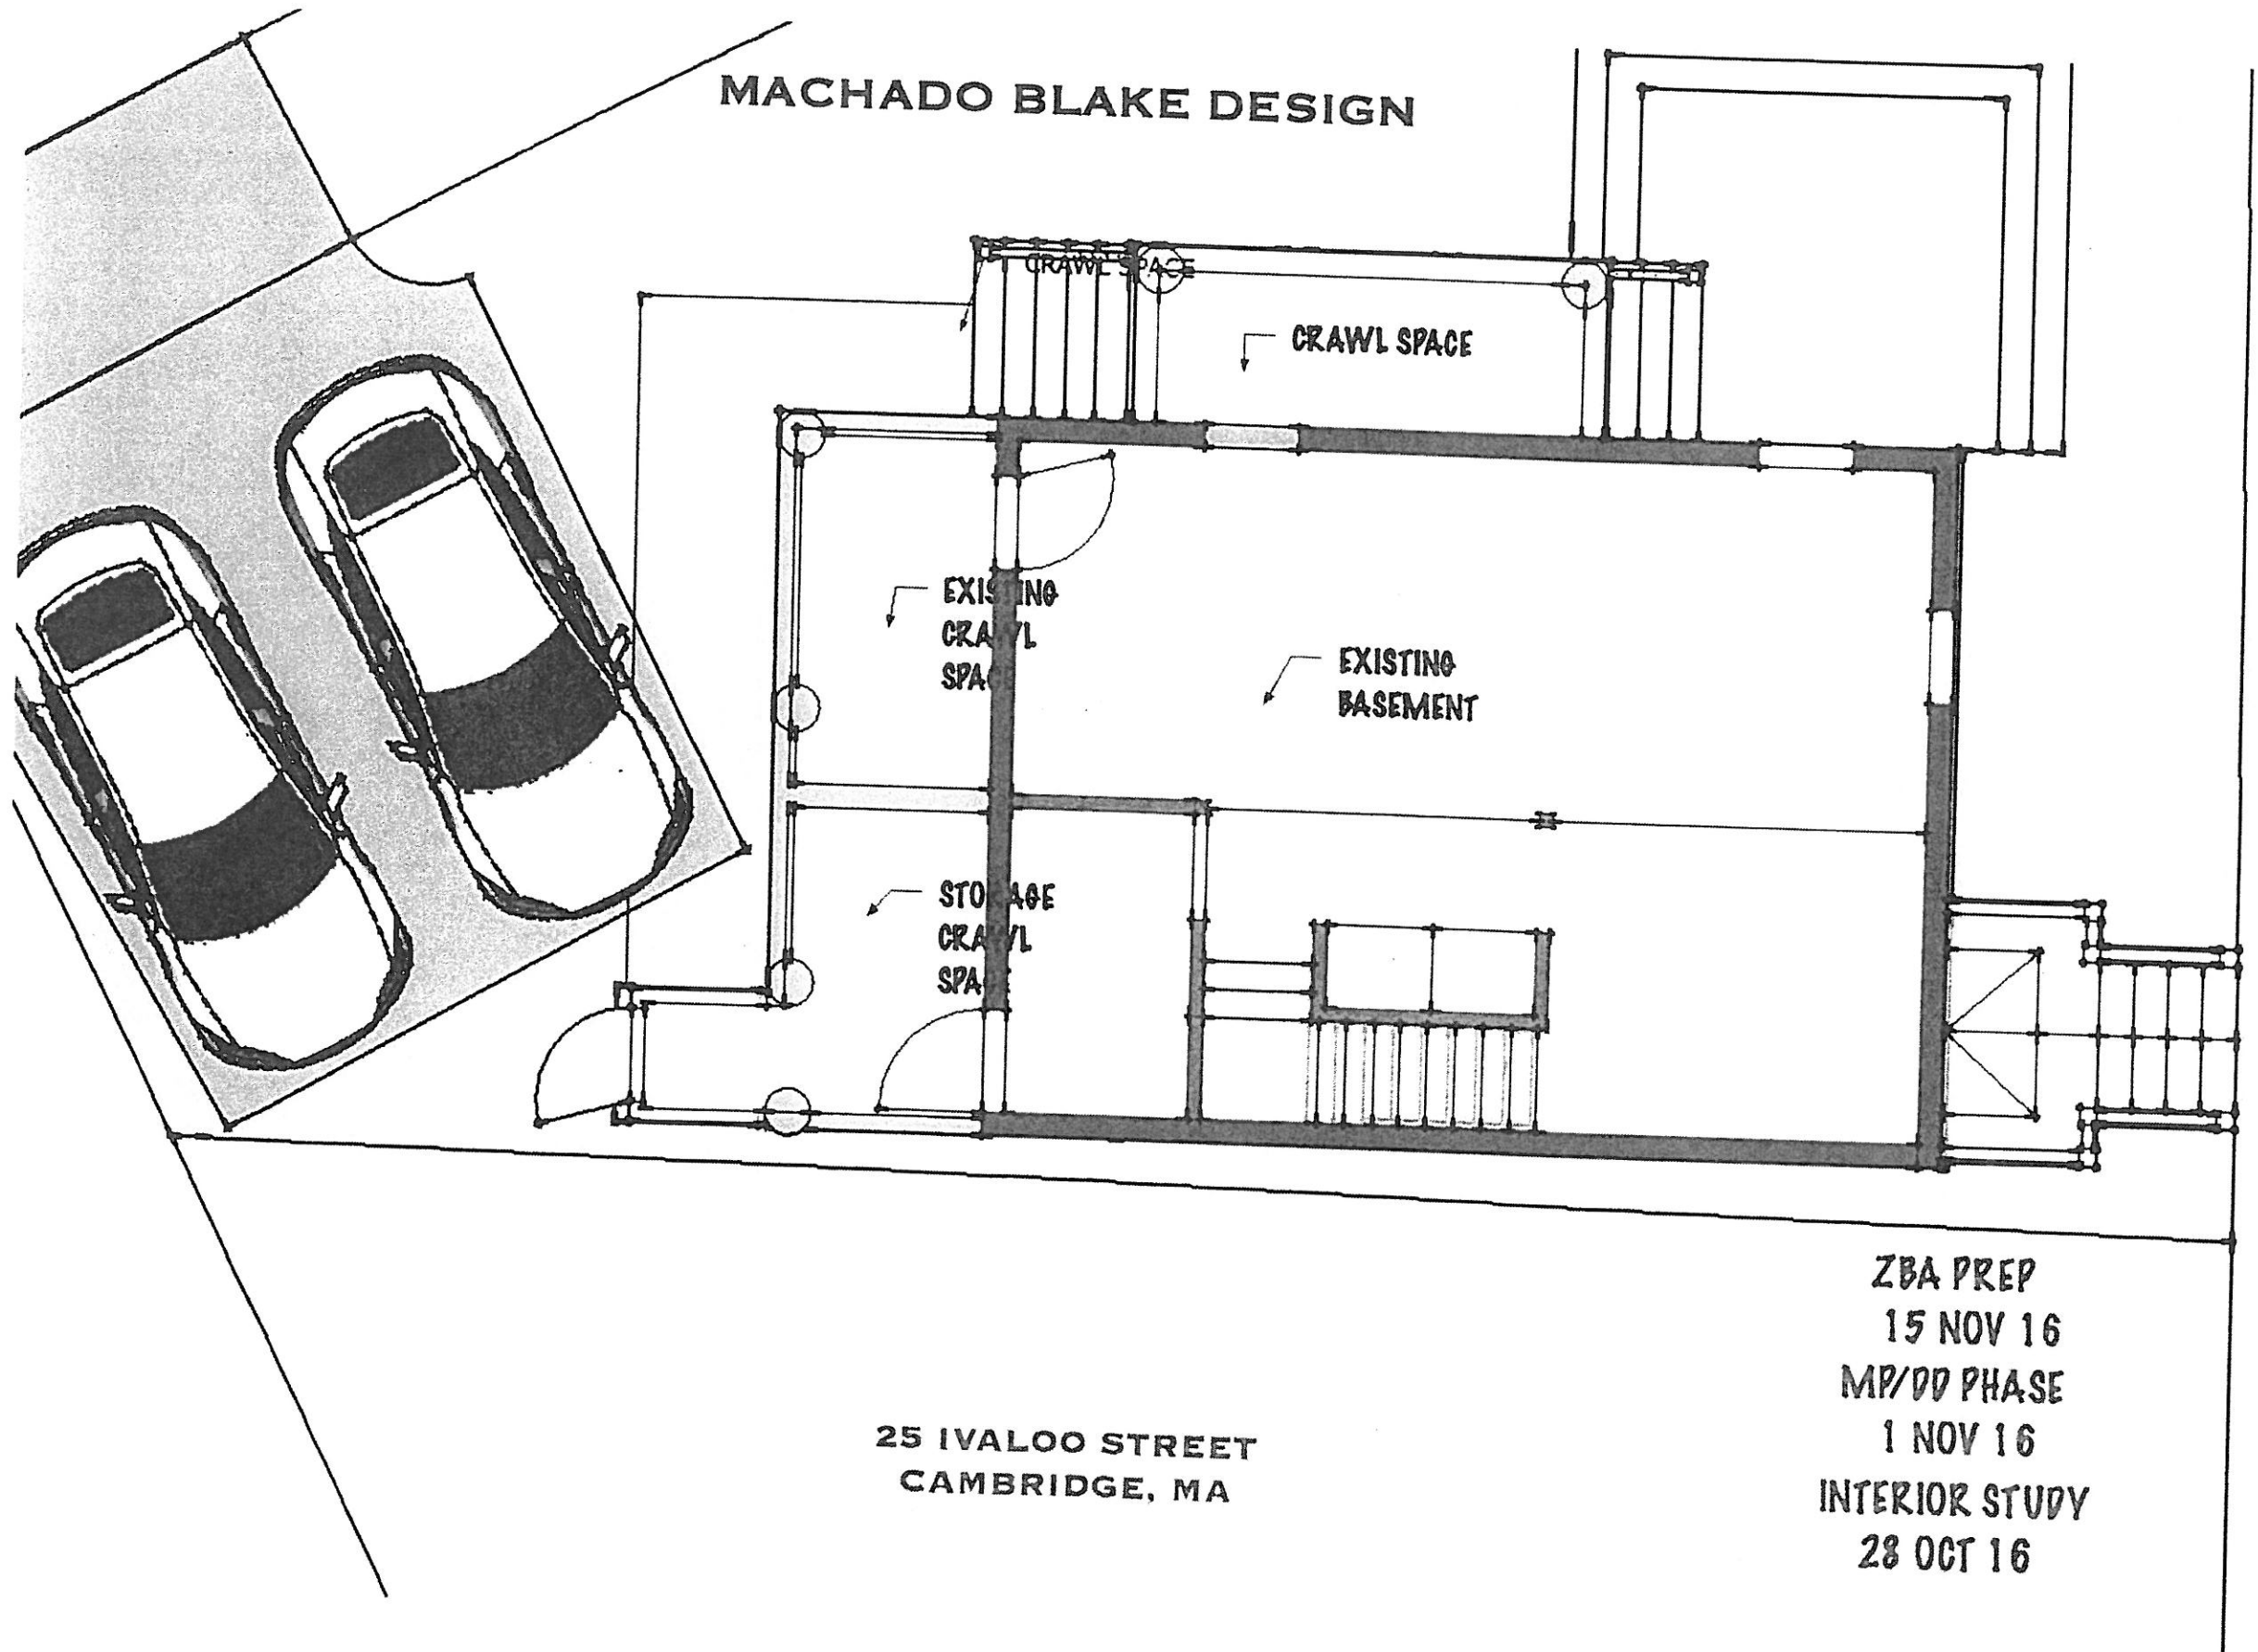 MACHADO BLAKE DESIGN
CRAWL SPACE
CRAWL SPACE
EXISTING
CRAWL
SPACE
EXISTING
BASEMENT
STORAGE
CRAWL
SPACE
ZBA PREP
15 NOV 16
MP/DD PHASE
1 NOV 16
INTERIOR STUDY
28 OCT 16
25 IVALOO STREET
CAMBRIDGE, MA